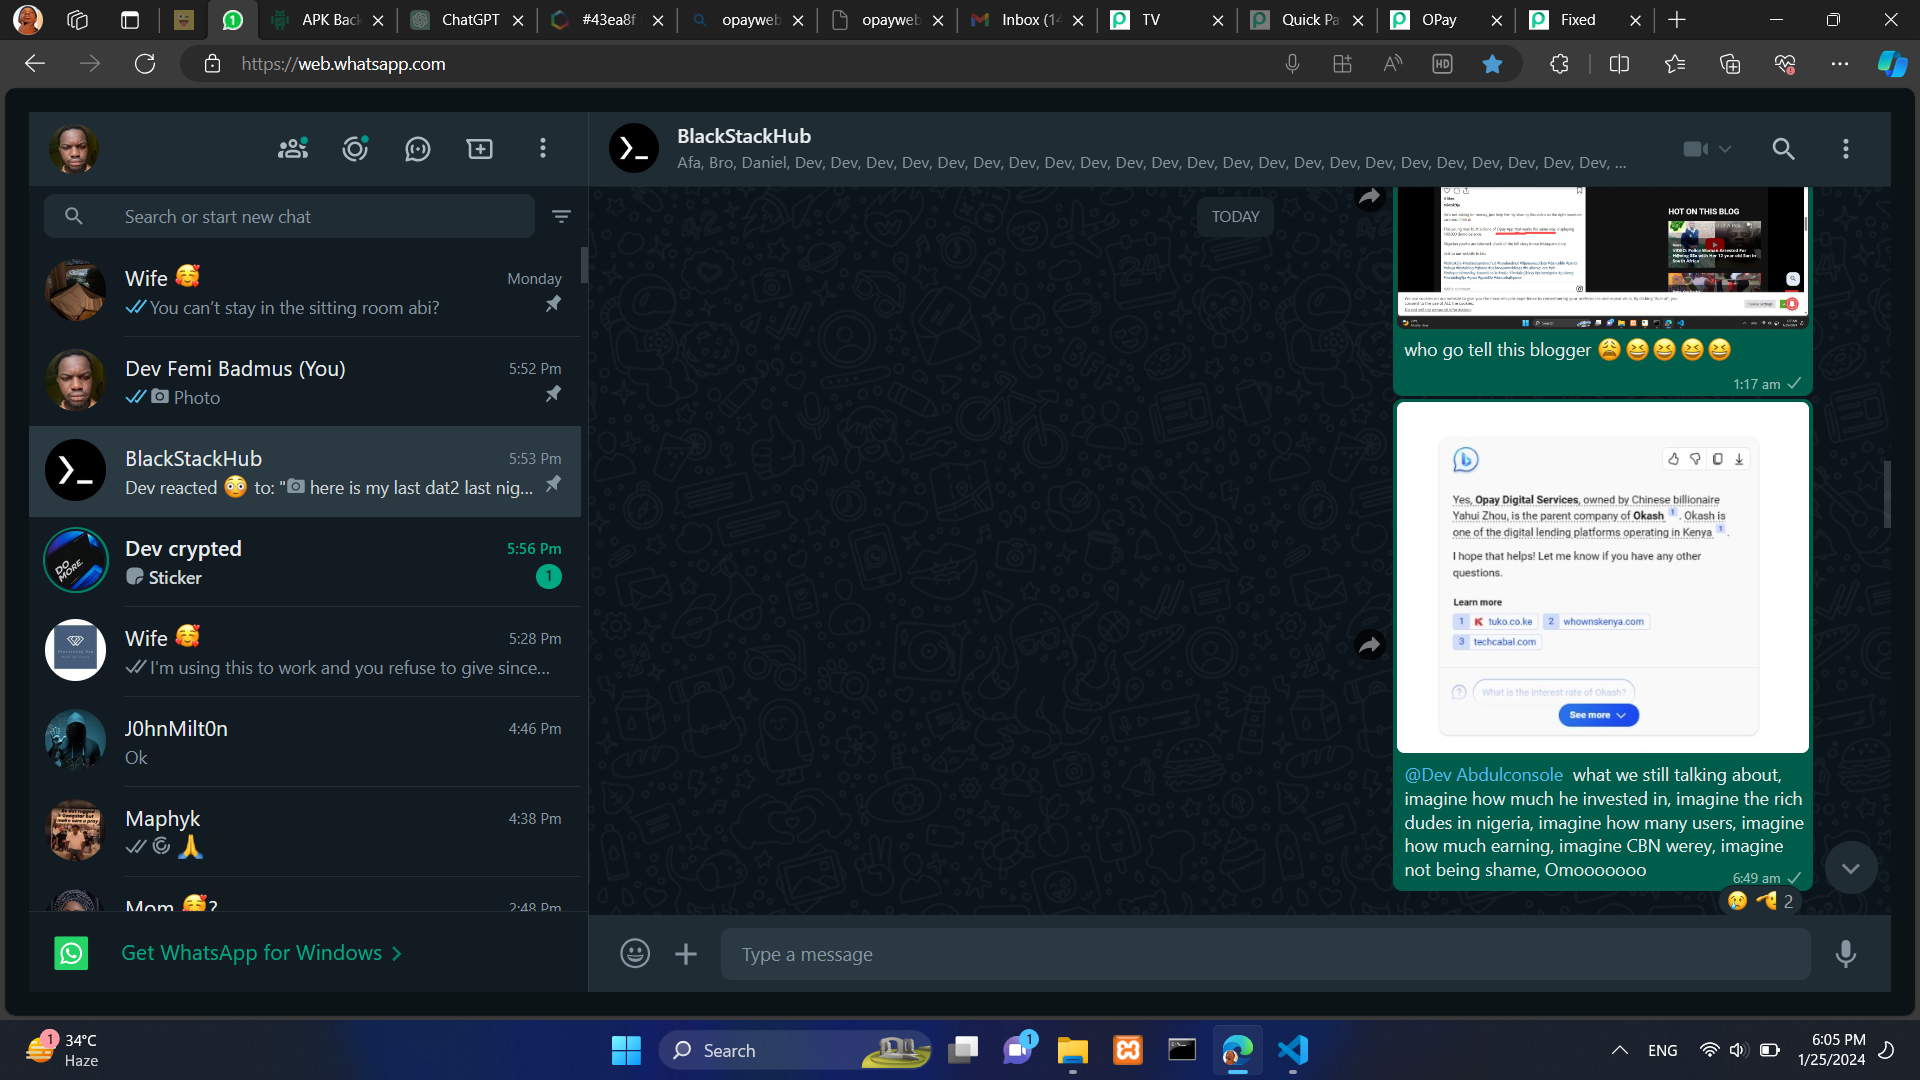 APK Back
ChatGPT
#43ea8f
opayweb
opayweb
Inbox (14
TV
Quick Pa
OPay
Fixed
https://web.whatsapp.com
BlackStackHub
Afa, Bro, Daniel, Dev, Dev, Dev, Dev, Dev, Dev, Dev, Dev, Dev, Dev, Dev, Dev, Dev, Dev, Dev, Dev, Dev, Dev, Dev, Dev, Dev, Dev, Dev, ...
Search or start new chat
Wife 🥰
Monday
You can't stay in the sitting room abi?
Dev Femi Badmus (You)
5:52 Pm
Photo
BlackStackHub
5:53 Pm
Dev reacted 😳 to: "📷 here is my last dat2 last nig...
Dev crypted
5:56 Pm
Sticker
1
Wife 🥰
5:28 Pm
I'm using this to work and you refuse to give since...
J0hnMilt0n
4:46 Pm
Ok
Maphyk
4:38 Pm
🙏
Mom 🥰?
2:48 Pm
Get WhatsApp for Windows
TODAY
HOT ON THIS BLOG
who go tell this blogger 😩😆😆😆😆
1:17 am
Yes, Opay Digital Services, owned by Chinese billionaire
Yahui Zhou, is the parent company of Okash 1. Okash is
one of the digital lending platforms operating in Kenya 1.
I hope that helps! Let me know if you have any other
questions.
Learn more
1 K tuko.co.ke 2 whownskenya.com
3 techcabal.com
What is the interest rate of Okash?
See more
@Dev Abdulconsole what we still talking about,
imagine how much he invested in, imagine the rich
dudes in nigeria, imagine how many users, imagine
how much earning, imagine CBN werey, imagine
not being shame, Omooooooo
6:49 am
😢 🫡 2
Type a message
1
34°C
Haze
Search
1
ENG
6:05 PM
1/25/2024